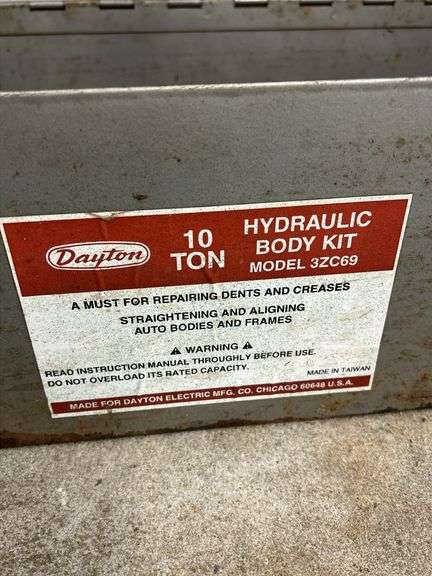 Dayton
10
TON
HYDRAULIC
BODY KIT
MODEL 3ZC69
A MUST FOR REPAIRING DENTS AND CREASES
STRAIGHTENING AND ALIGNING
AUTO BODIES AND FRAMES
⚠ WARNING ⚠
READ INSTRUCTION MANUAL THROUGHLY BEFORE USE.
DO NOT OVERLOAD ITS RATED CAPACITY.
MADE IN TAIWAN
MADE FOR DAYTON ELECTRIC MFG. CO. CHICAGO 60648 U.S.A.